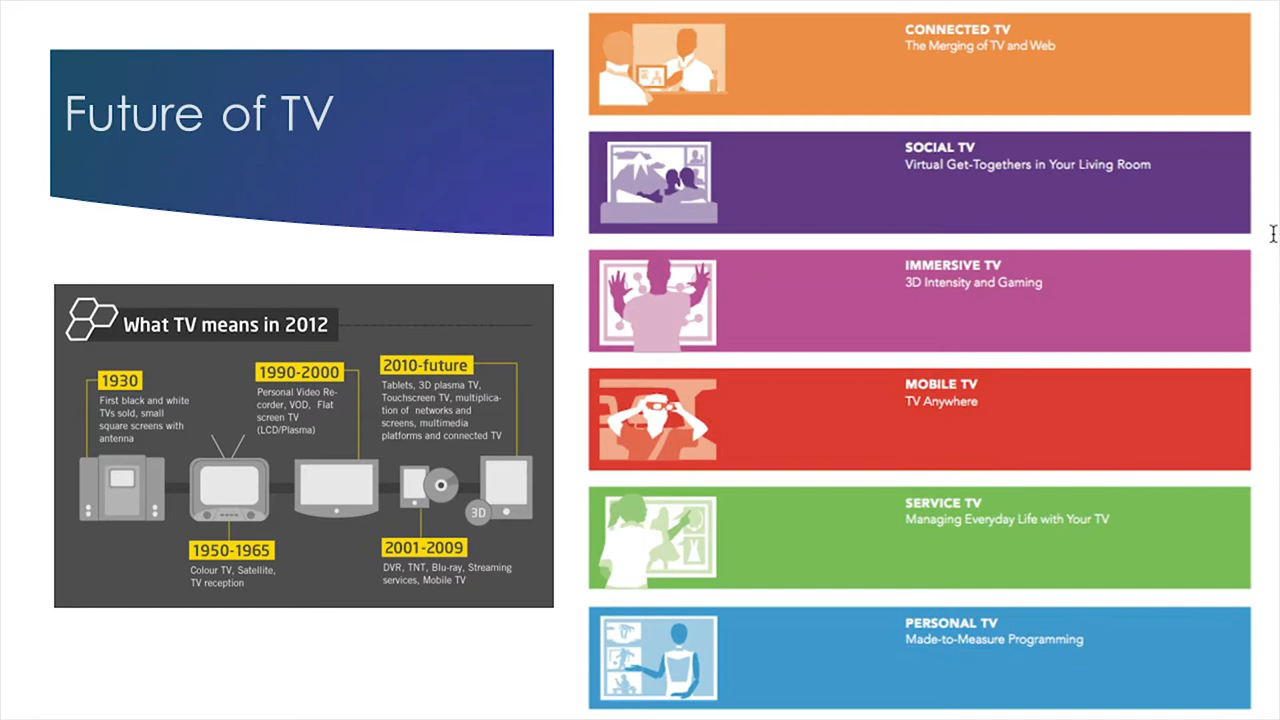 Future of TV
What TV means in 2012
1930
First black and white
TVs sold, small
square screens with
antenna
1950-1965
Colour TV, Satellite,
TV reception
1990-2000
Personal Video Re-
corder, VOD, Flat
screen TV
(LCD/Plasma)
2001-2009
DVR, TNT, Blu-ray, Streaming
services, Mobile TV
2010-future
Tablets, 3D plasma TV,
Touchscreen TV, multiplica-
tion of networks and
screens, multimedia
platforms and connected TV
3D
CONNECTED TV
The Merging of TV and Web
SOCIAL TV
Virtual Get-Togethers in Your Living Room
IMMERSIVE TV
3D Intensity and Gaming
MOBILE TV
TV Anywhere
SERVICE TV
Managing Everyday Life with Your TV
PERSONAL TV
Made-to-Measure Programming